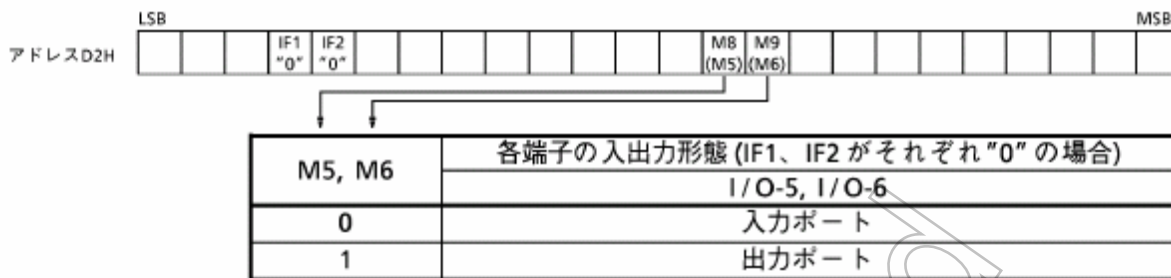 LSB MSB
アドレスD2H IF1 IF2 M8 M9
"0" "0" (M5) (M6)
M5, M6 各端子の入出力形態 (IF1、IF2 がそれぞれ"0" の場合)
I/O-5, I/O-6
0 入力ポート
1 出力ポート